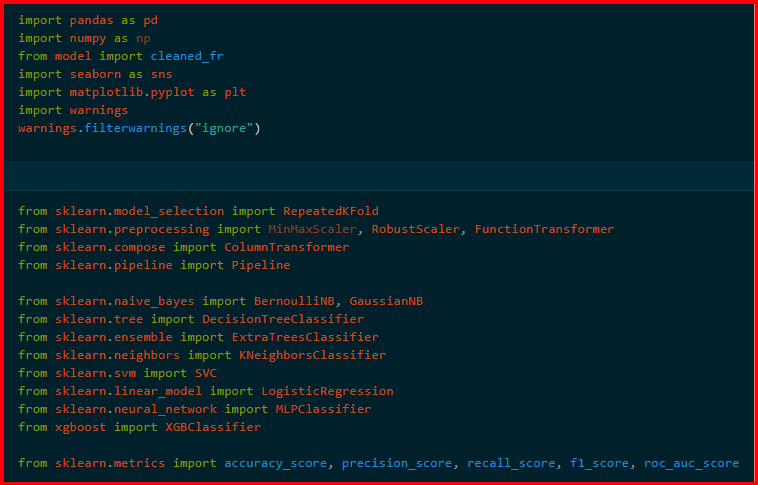 import pandas as pd
import numpy as np
from model import cleaned_fr
import seaborn as sns
import matplotlib.pyplot as plt
import warnings
warnings.filterwarnings("ignore")
from sklearn.model_selection import RepeatedKFold
from sklearn.preprocessing import MinMaxScaler, RobustScaler, FunctionTransformer
from sklearn.compose import ColumnTransformer
from sklearn.pipeline import Pipeline
from sklearn.naive_bayes import BernoulliNB, GaussianNB
from sklearn.tree import DecisionTreeClassifier
from sklearn.ensemble import ExtraTreesClassifier
from sklearn.neighbors import KNeighborsClassifier
from sklearn.svm import SVC
from sklearn.linear_model import LogisticRegression
from sklearn.neural_network import MLPClassifier
from xgboost import XGBClassifier
from sklearn.metrics import accuracy_score, precision_score, recall_score, f1_score, roc_auc_score